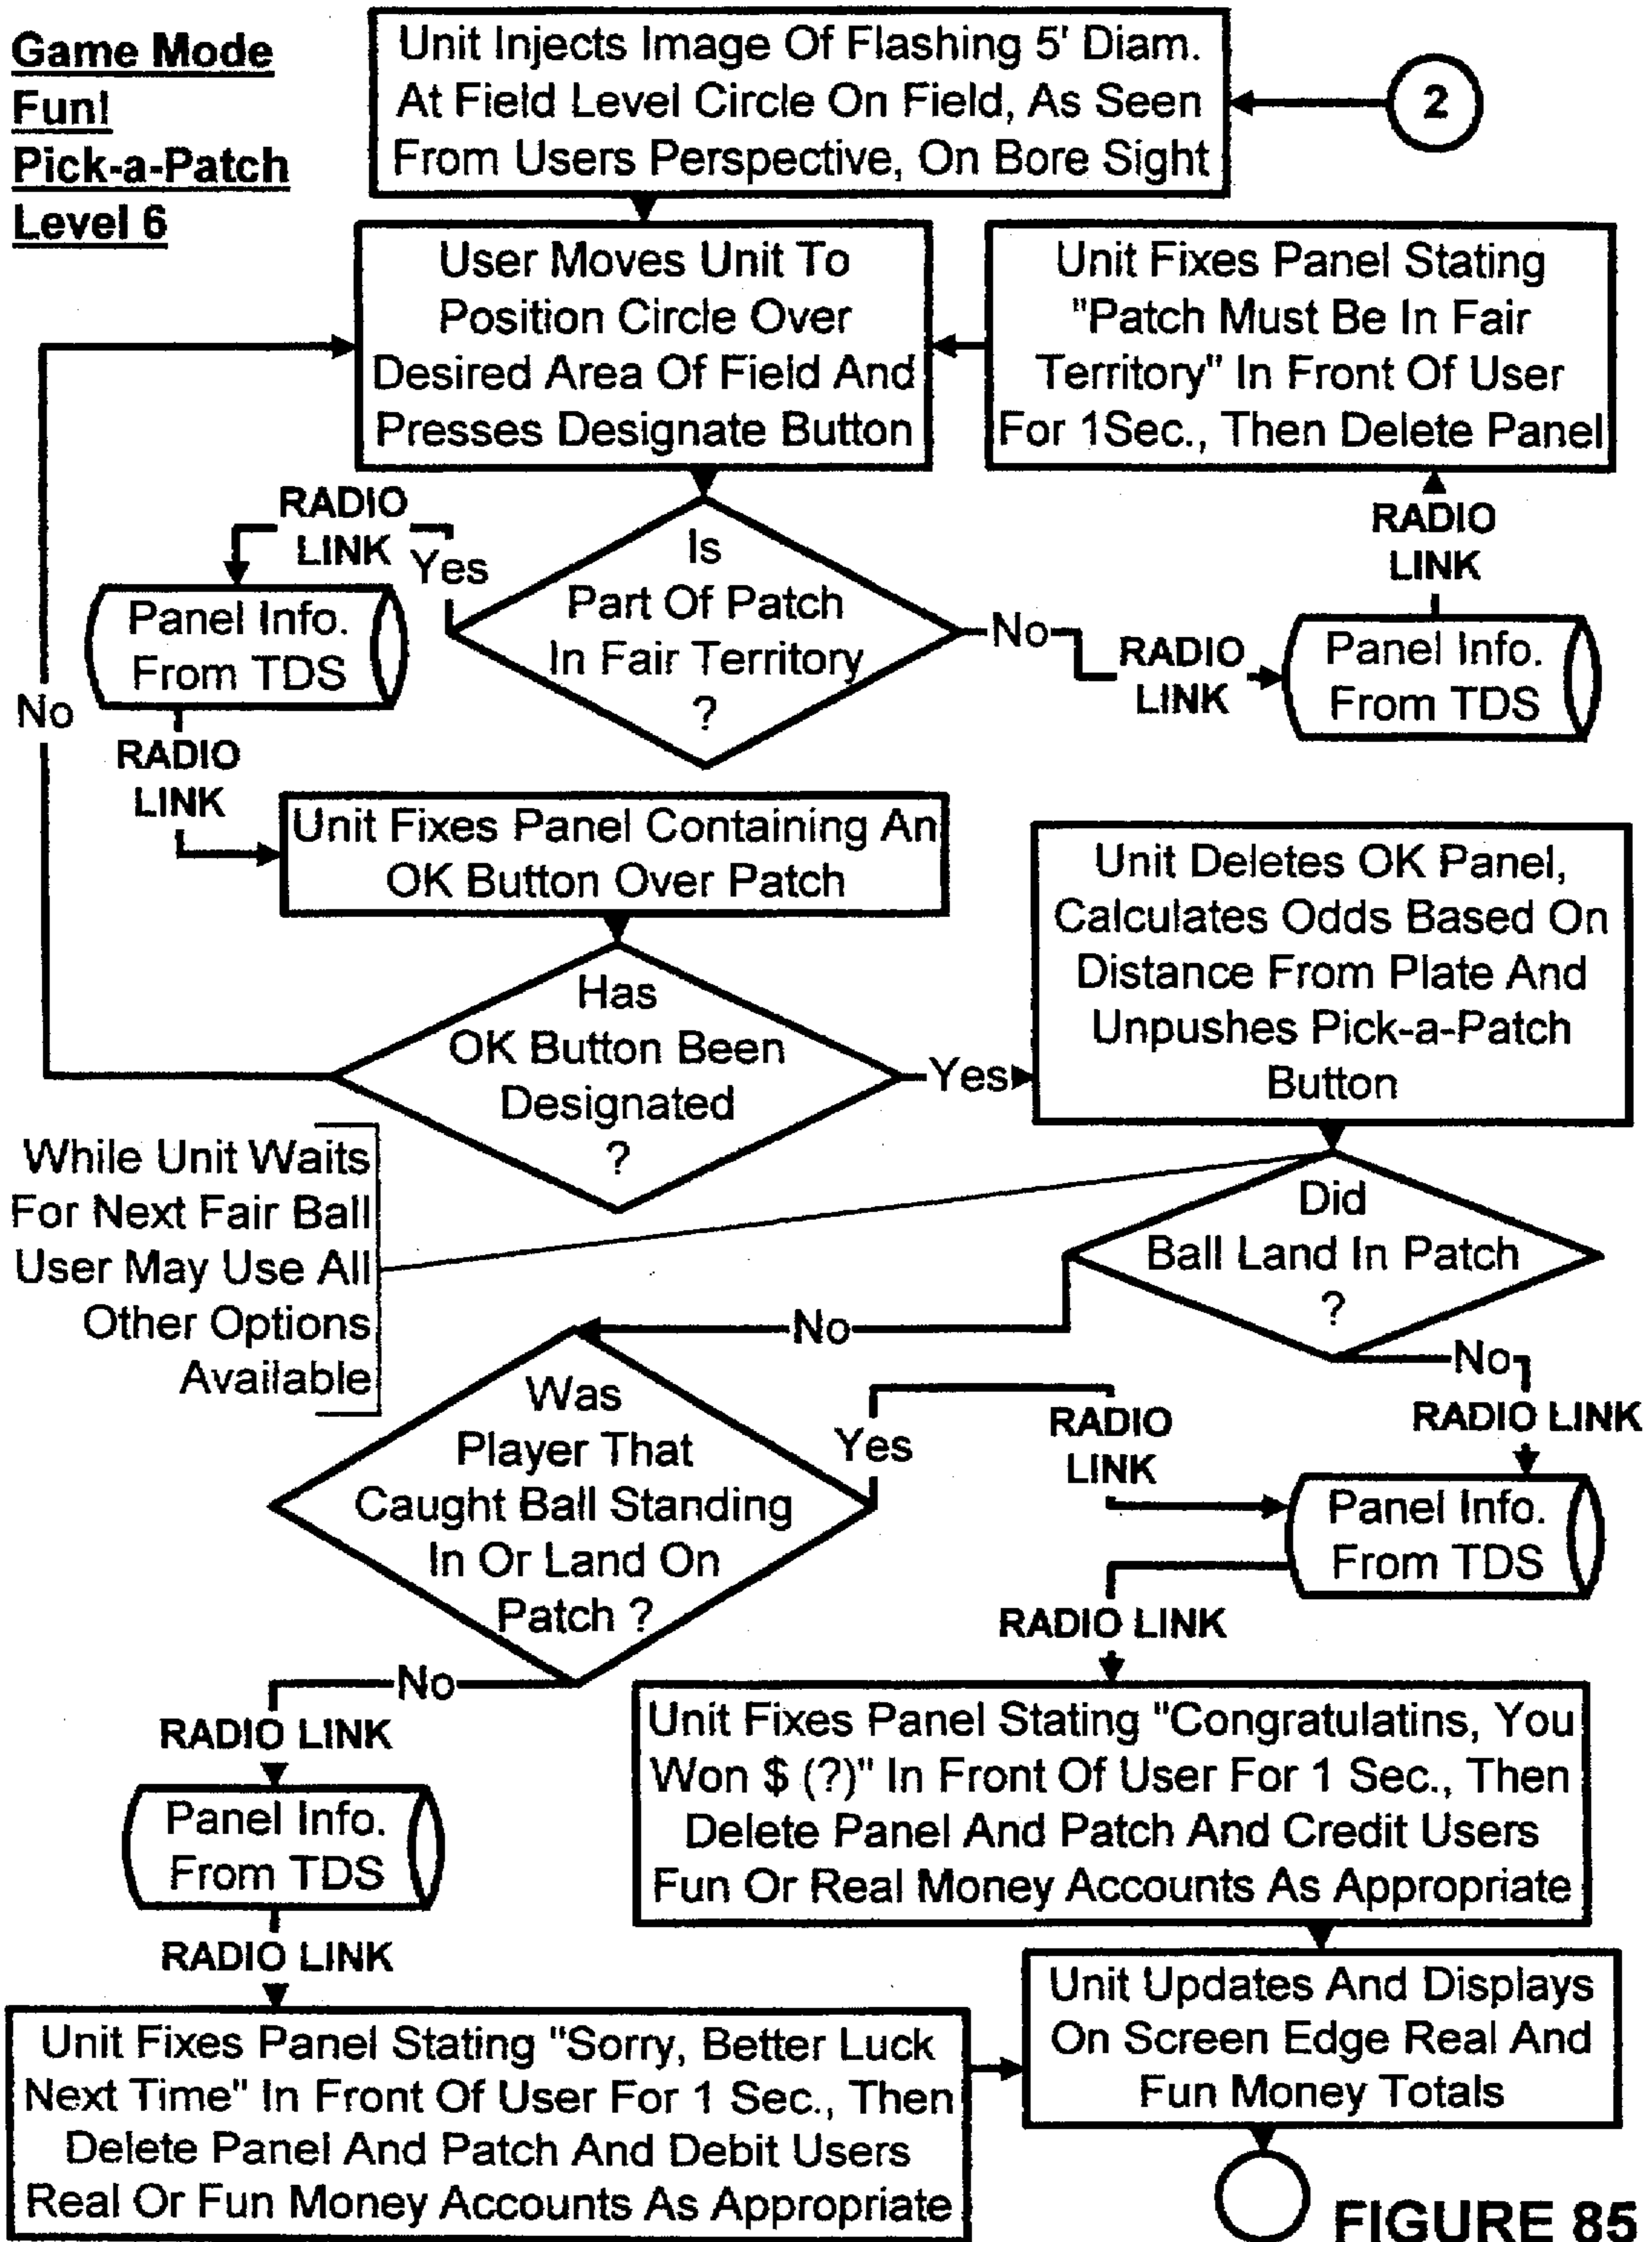 Game Mode
Fun!
Pick-a-Patch
Level 6
Unit Injects Image Of Flashing 5' Diam.
At Field Level Circle On Field, As Seen
From Users Perspective, On Bore Sight
2
User Moves Unit To
Position Circle Over
Desired Area Of Field And
Presses Designate Button
Unit Fixes Panel Stating
"Patch Must Be In Fair
Territory" In Front Of User
For 1Sec., Then Delete Panel
RADIO
LINK
Yes
Is
Part Of Patch
In Fair Territory
?
No
RADIO
LINK
RADIO
LINK
Panel Info.
From TDS
Panel Info.
From TDS
No
RADIO
LINK
Unit Fixes Panel Containing An
OK Button Over Patch
Has
OK Button Been
Designated
?
Yes
Unit Deletes OK Panel,
Calculates Odds Based On
Distance From Plate And
Unpushes Pick-a-Patch
Button
While Unit Waits
For Next Fair Ball
User May Use All
Other Options
Available
Did
Ball Land In Patch
?
No
No
RADIO LINK
Was
Player That
Caught Ball Standing
In Or Land On
Patch ?
Yes
RADIO
LINK
Panel Info.
From TDS
RADIO LINK
No
RADIO LINK
Panel Info.
From TDS
RADIO LINK
Unit Fixes Panel Stating "Congratulatins, You
Won $ (?)" In Front Of User For 1 Sec., Then
Delete Panel And Patch And Credit Users
Fun Or Real Money Accounts As Appropriate
Unit Fixes Panel Stating "Sorry, Better Luck
Next Time" In Front Of User For 1 Sec., Then
Delete Panel And Patch And Debit Users
Real Or Fun Money Accounts As Appropriate
Unit Updates And Displays
On Screen Edge Real And
Fun Money Totals
FIGURE 85